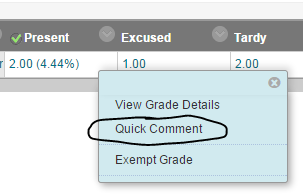 Present Excused Tardy
2.00 (4.44%) 1.00 2.00
View Grade Details
Quick Comment
Exempt Grade